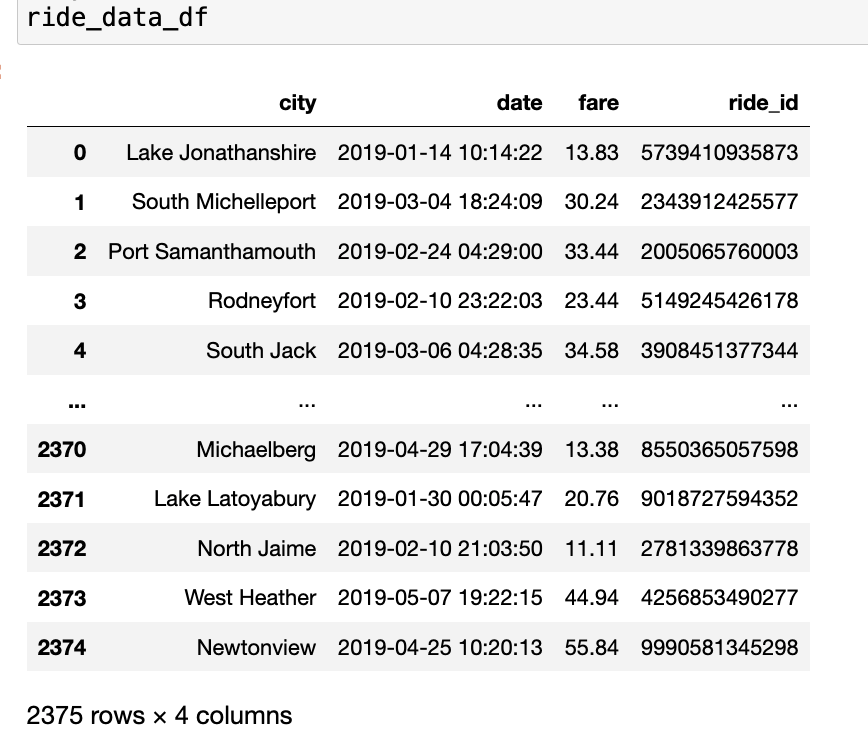 ride_data_df
city date fare ride_id
0 Lake Jonathanshire 2019-01-14 10:14:22 13.83 5739410935873
1 South Michelleport 2019-03-04 18:24:09 30.24 2343912425577
2 Port Samanthamouth 2019-02-24 04:29:00 33.44 2005065760003
3 Rodneyfort 2019-02-10 23:22:03 23.44 5149245426178
4 South Jack 2019-03-06 04:28:35 34.58 3908451377344
... ... ... ... ...
2370 Michaelberg 2019-04-29 17:04:39 13.38 8550365057598
2371 Lake Latoyabury 2019-01-30 00:05:47 20.76 9018727594352
2372 North Jaime 2019-02-10 21:03:50 11.11 2781339863778
2373 West Heather 2019-05-07 19:22:15 44.94 4256853490277
2374 Newtonview 2019-04-25 10:20:13 55.84 9990581345298
2375 rows × 4 columns